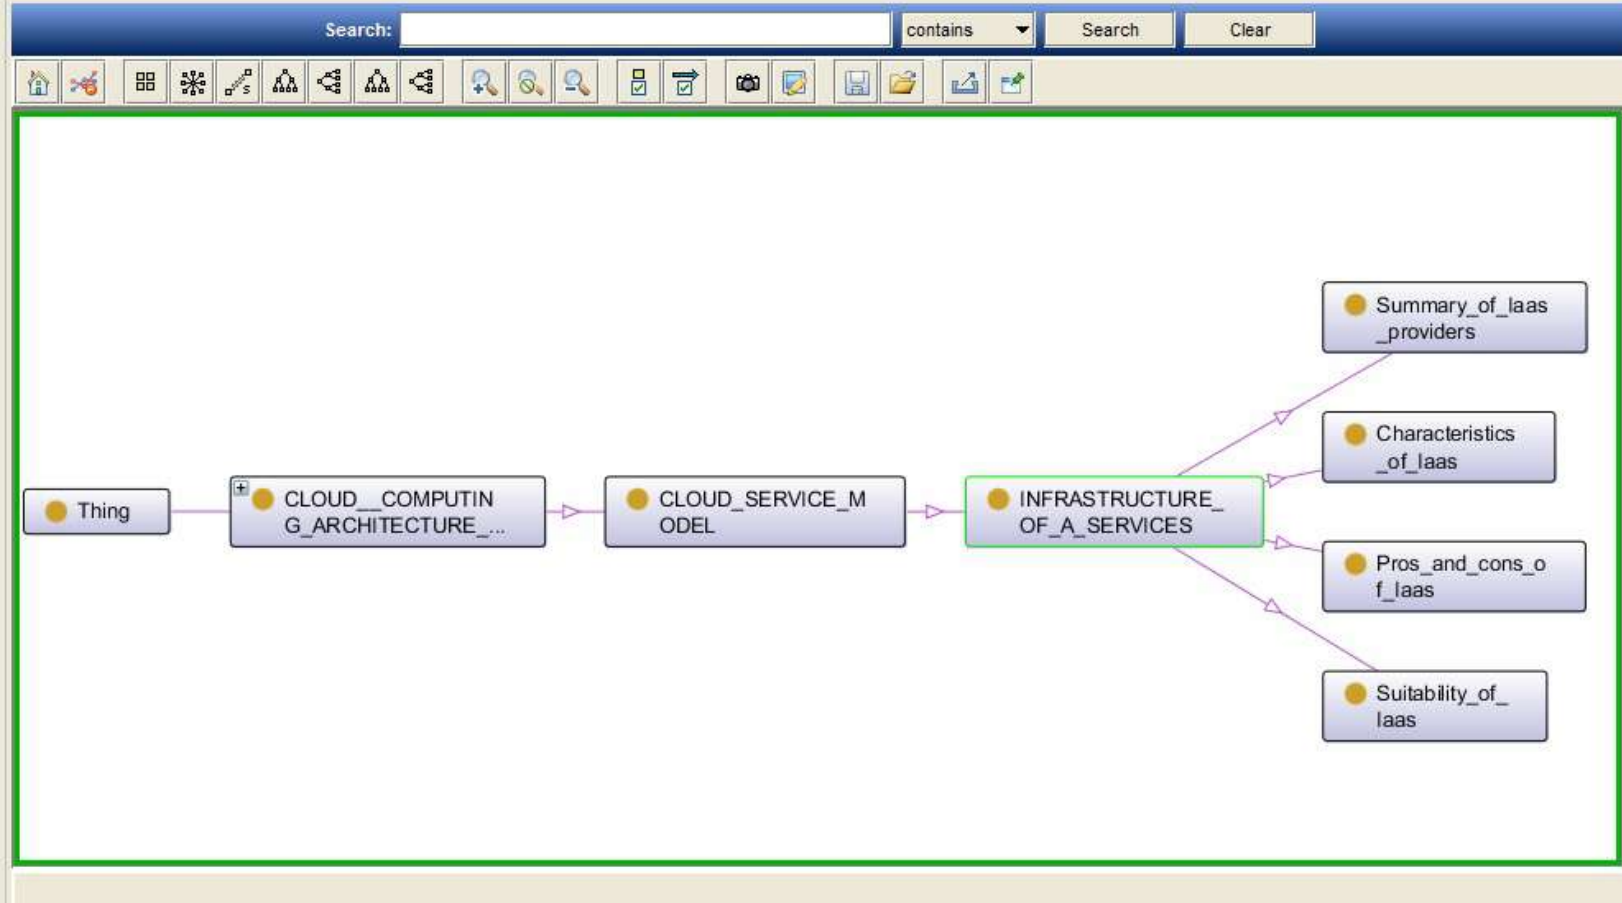 Search:
contains
Search
Clear
Summary_of_Iaas
_providers
Characteristics
_of_Iaas
Thing
CLOUD__COMPUTIN
G_ARCHITECTURE_...
CLOUD_SERVICE_M
ODEL
INFRASTRUCTURE_
OF_A_SERVICES
Pros_and_cons_o
f_Iaas
Suitability_of_
Iaas